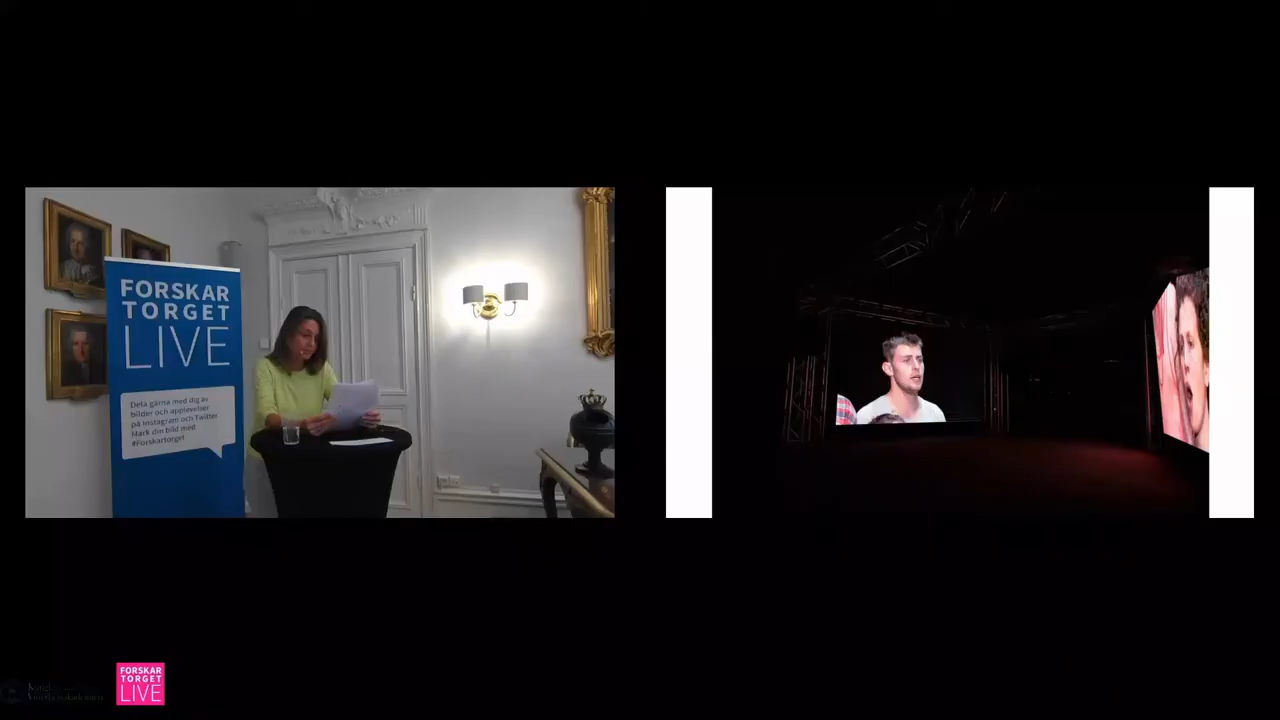 FORSKAR
TORGET
LIVE
Dela gärna med dig av
bilder och upplevelser
på Instagram och Twitter
Märk din bild med
#Forskartorget
FORSKAR
TORGET
LIVE